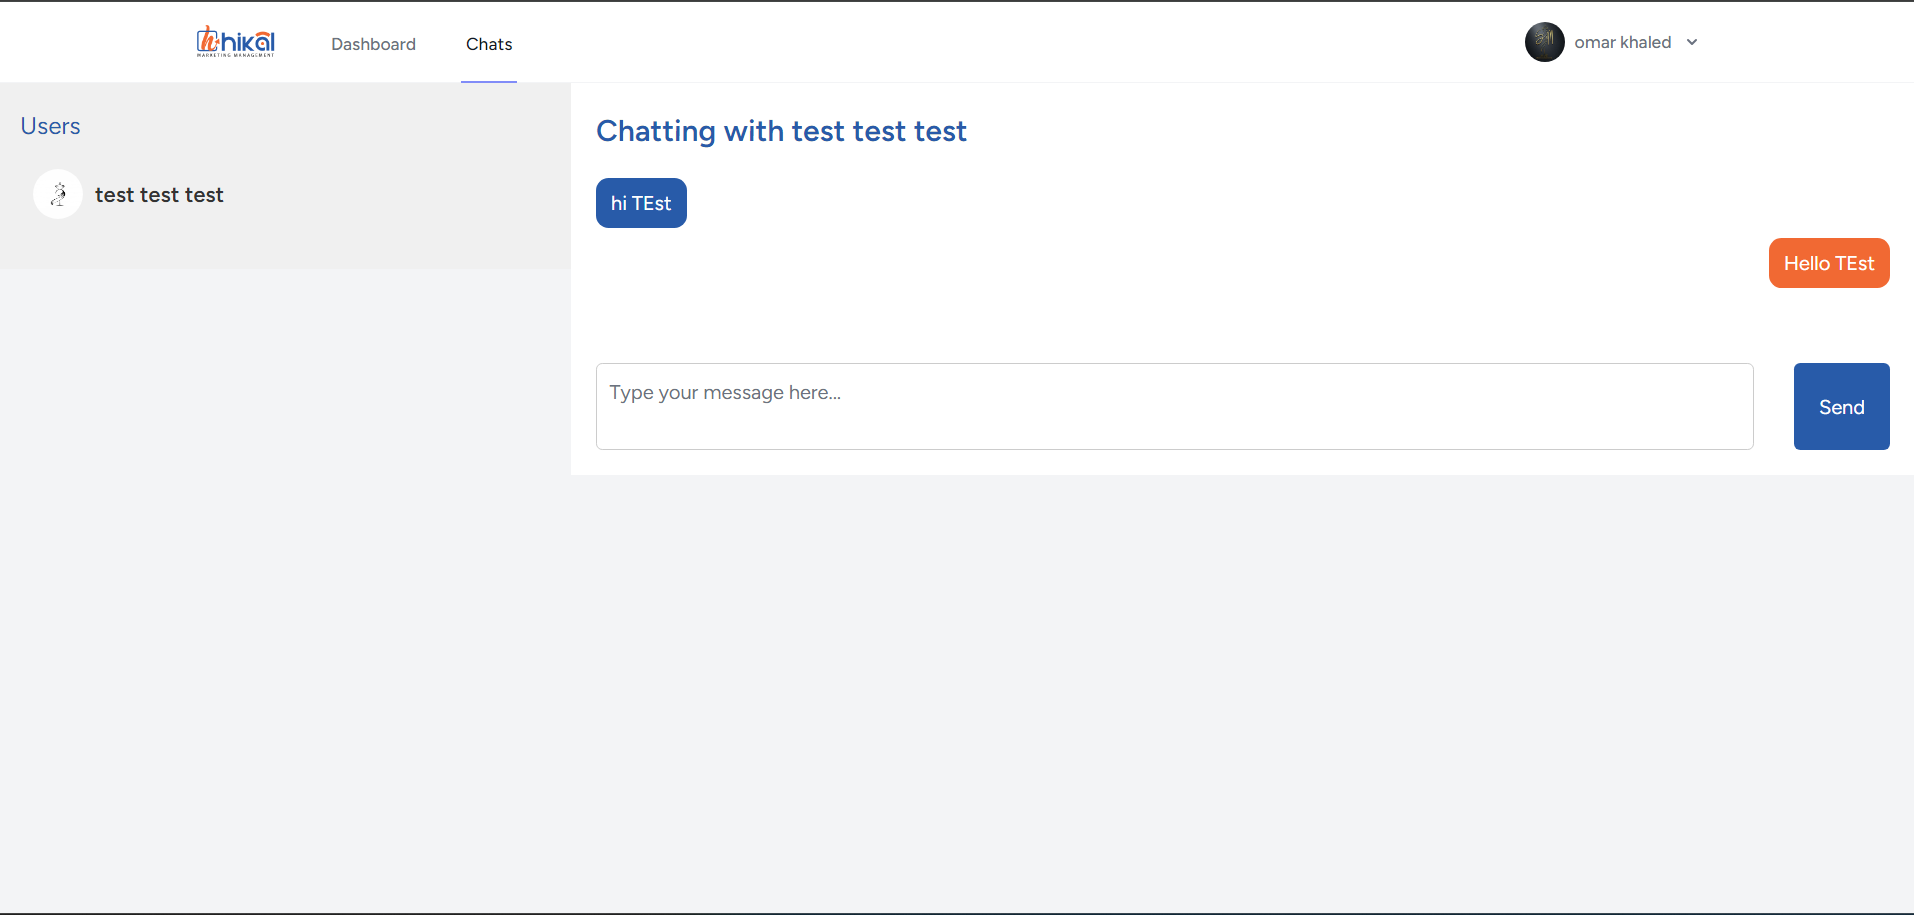 hikal
MARKETING MANAGEMENT
Dashboard
Chats
omar khaled
Users
test test test
Chatting with test test test
hi TEst
Hello TEst
Type your message here...
Send